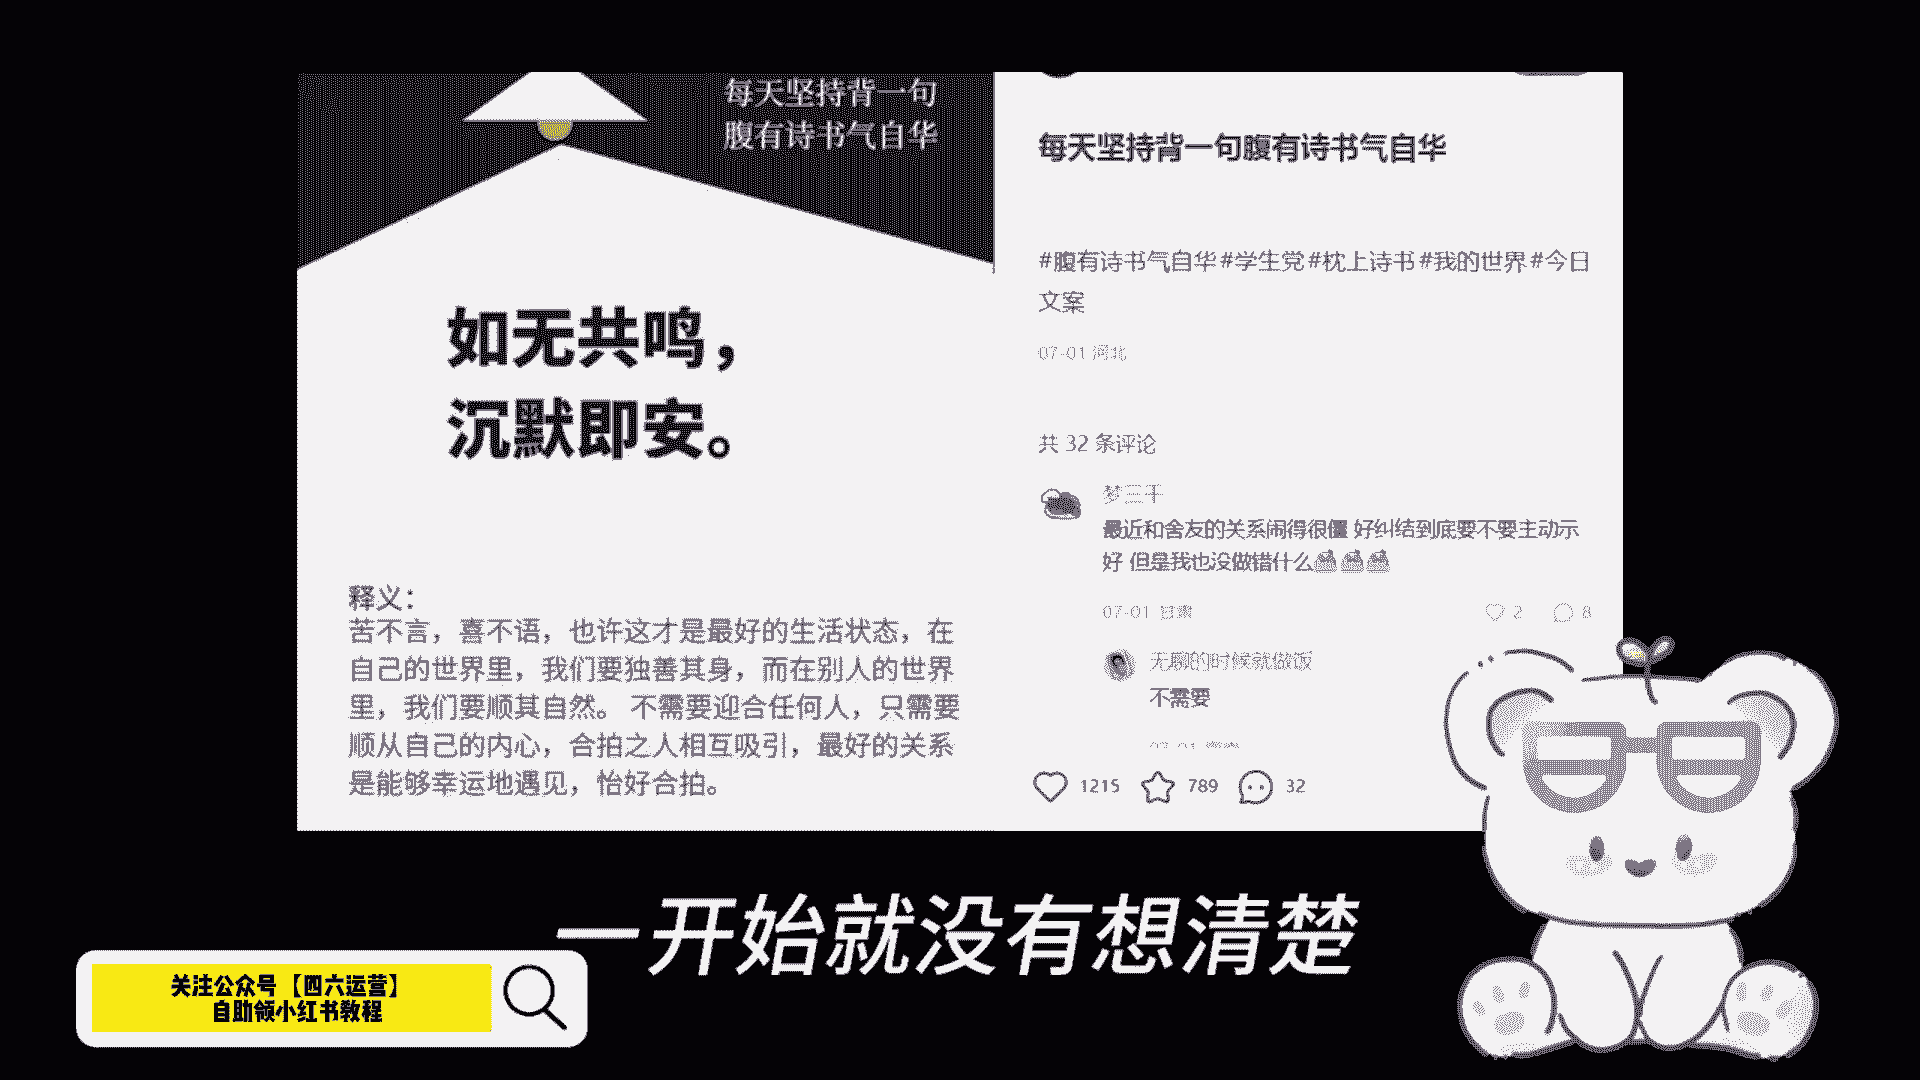 每天坚持背一句
腹有诗书气自华
如无共鸣，
沉默即安。
释义：
苦不言，喜不语，也许这才是最好的生活状态，在
自己的世界里，我们要独善其身，而在别人的世界
里，我们要顺其自然。 不需要迎合任何人，只需要
顺从自己的内心，合拍之人相互吸引，最好的关系
是能够幸运地遇见，恰好合拍。
每天坚持背一句腹有诗书气自华
#腹有诗书气自华#学生党#枕上诗书#我的世界#今日
文案
07-01 河北
共 32 条评论
梦三千
最近和舍友的关系闹得很僵 好纠结到底要不要主动示
好 但是我也没做错什么
07-01 甘肃
2
8
无聊的时候就做饭
不需要
1215
789
32
一开始就没有想清楚
关注公众号【四六运营】
自助领小红书教程